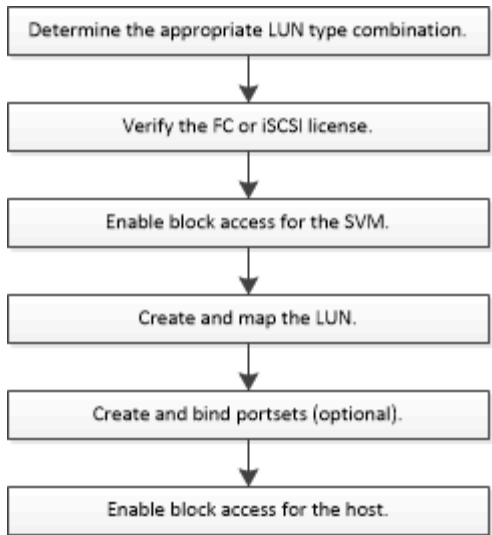 Determine the appropriate LUN type combination.
Verify the FC or iSCSI license.
Enable block access for the SVM.
Create and map the LUN.
Create and bind portsets (optional).
Enable block access for the host.